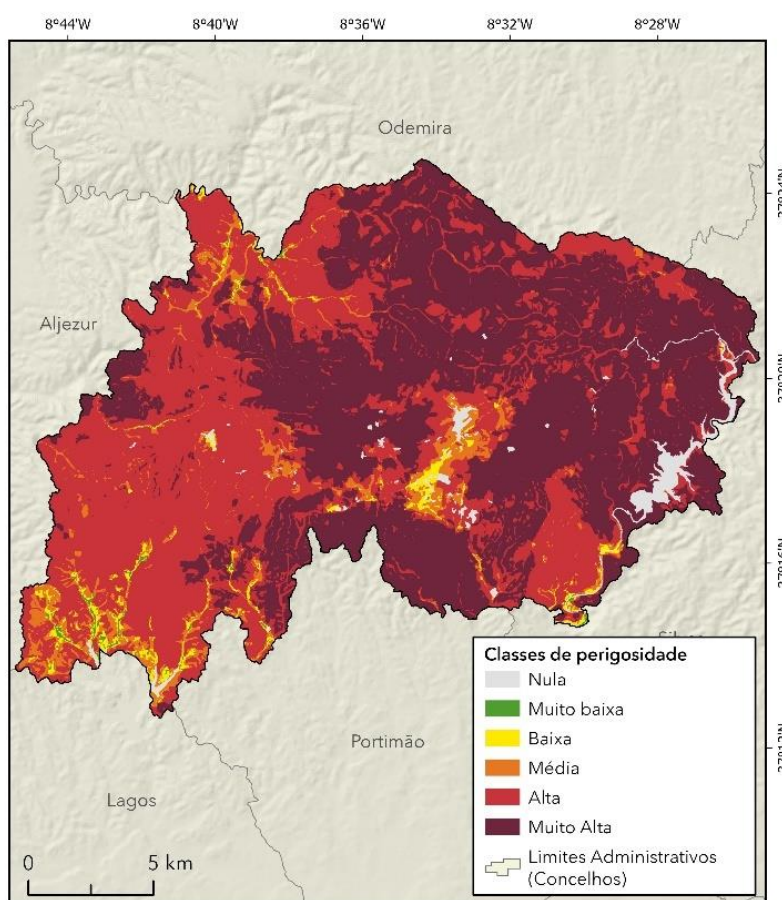 8°44'W 8°40'W 8°36'W 8°32'W 8°28'W
Odemira
Aljezur
Portimão
Lagos
Classes de perigosidade
Nula
Muito baixa
Baixa
Média
Alta
Muito Alta
Limites Administrativos
(Concelhos)
0 5 km